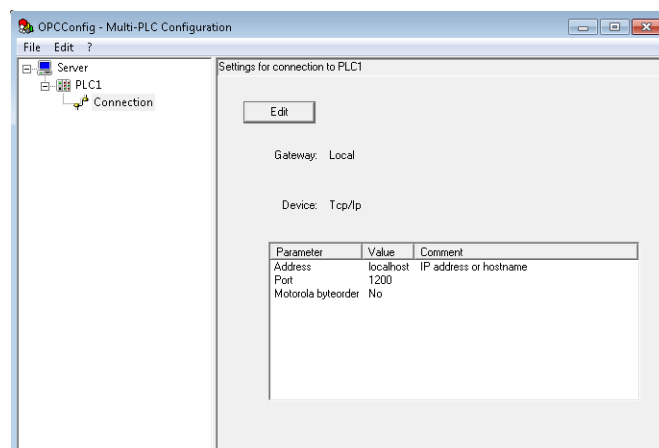 OPCConfig - Multi-PLC Configuration
File Edit ?
Server
PLC1
Connection
Settings for connection to PLC1
Edit
Gateway: Local
Device: Tcp/Ip
Parameter Value Comment
Address localhost IP address or hostname
Port 1200
Motorola byteorder No